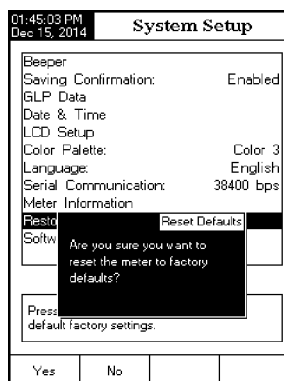 01:45:03 PM
Dec 15, 2014
System Setup
Beeper
Saving Confirmation: Enabled
GLP Data
Date & Time
LCD Setup
Color Palette: Color 3
Language: English
Serial Communication: 38400 bps
Meter Information
Resto
Softw
Reset Defaults
Are you sure you want to
reset the meter to factory
defaults?
Press
default factory settings.
Yes No